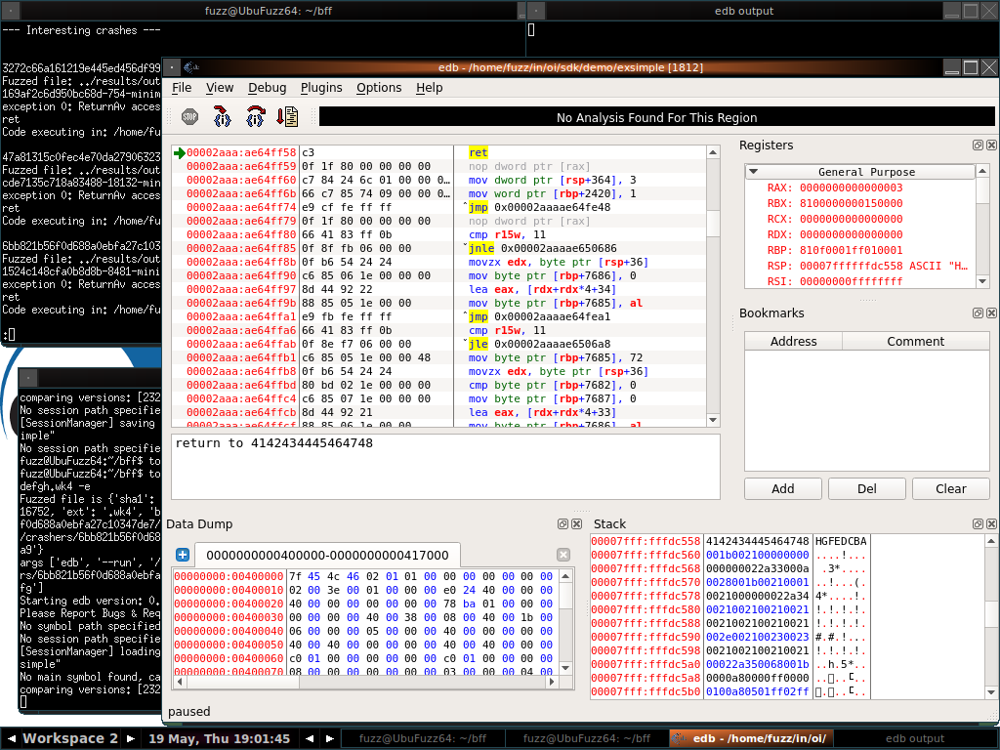 fuzz@UbuFuzz64: ~/bff
edb output
--- Interesting crashes ---
3272c66a161219e445ed456df99
Fuzzed file: ../results/out
169af2c6d950bc68d-754-minim
exception 0: ReturnAv acces
ret
Code executing in: /home/fu
47a81315c0fec4e70da27906323
Fuzzed file: ../results/out
cde7135c718a83488-18132-min
exception 0: ReturnAv acces
ret
Code executing in: /home/fu
6bb821b56f0d688a0ebfa27c103
Fuzzed file: ../results/out
1524c148cfa0b8d8b-8481-mini
exception 0: ReturnAv acces
ret
Code executing in: /home/fu
:
comparing versions: [232
No session path specifie
[SessionManager] saving
imple"
No session path specifie
fuzz@UbuFuzz64:~/bff$ to
fuzz@UbuFuzz64:~/bff$ to
defgh.wk4 -e
Fuzzed file is {'sha1':
16752, 'ext': '.wk4', 'b
f0d688a0ebfa27c10347de7/
/crashers/6bb821b56f0d68
a9'}
args ['edb', '--run', '/
rs/6bb821b56f0d688a0ebfa
fg']
Starting edb version: 0.
Please Report Bugs & Req
No symbol path specified
No session path specifie
[SessionManager] loading
simple"
No main symbol found, ca
comparing versions: [232
edb - /home/fuzz/in/oi/sdk/demo/exsimple [1812]
File View Debug Plugins Options Help
STOP
No Analysis Found For This Region
00002aaa:ae64ff58 c3 ret
00002aaa:ae64ff59 0f 1f 80 00 00 00 00 nop dword ptr [rax]
00002aaa:ae64ff60 c7 84 24 6c 01 00 00 0… mov dword ptr [rsp+364], 3
00002aaa:ae64ff6b 66 c7 85 74 09 00 00 0… mov word ptr [rbp+2420], 1
00002aaa:ae64ff74 e9 cf fe ff ff ˆjmp 0x00002aaaae64fe48
00002aaa:ae64ff79 0f 1f 80 00 00 00 00 nop dword ptr [rax]
00002aaa:ae64ff80 66 41 83 ff 0b cmp r15w, 11
00002aaa:ae64ff85 0f 8f fb 06 00 00 ˇjnle 0x00002aaaae650686
00002aaa:ae64ff8b 0f b6 54 24 24 movzx edx, byte ptr [rsp+36]
00002aaa:ae64ff90 c6 85 06 1e 00 00 00 mov byte ptr [rbp+7686], 0
00002aaa:ae64ff97 8d 44 92 22 lea eax, [rdx+rdx*4+34]
00002aaa:ae64ff9b 88 85 05 1e 00 00 mov byte ptr [rbp+7685], al
00002aaa:ae64ffa1 e9 fb fe ff ff ˆjmp 0x00002aaaae64fea1
00002aaa:ae64ffa6 66 41 83 ff 0b cmp r15w, 11
00002aaa:ae64ffab 0f 8e f7 06 00 00 ˇjle 0x00002aaaae6506a8
00002aaa:ae64ffb1 c6 85 05 1e 00 00 48 mov byte ptr [rbp+7685], 72
00002aaa:ae64ffb8 0f b6 54 24 24 movzx edx, byte ptr [rsp+36]
00002aaa:ae64ffbd 80 bd 02 1e 00 00 00 cmp byte ptr [rbp+7682], 0
00002aaa:ae64ffc4 c6 85 07 1e 00 00 00 mov byte ptr [rbp+7687], 0
00002aaa:ae64ffcb 8d 44 92 21 lea eax, [rdx+rdx*4+33]
00002aaa:ae64ffcf 88 85 06 1e 00 00 mov byte ptr [rbp+7686], al
return to 4142434445464748
Registers
General Purpose
RAX: 0000000000000003
RBX: 8100000000150000
RCX: 0000000000000000
RDX: 0000000000000000
RBP: 810f0001ff010001
RSP: 00007ffffffdc558 ASCII "H…
RSI: 00000000ffffffff
Bookmarks
Address Comment
Add Del Clear
Data Dump
0000000000400000-0000000000417000
00000000:00400000 7f 45 4c 46 02 01 01 00 00 00 00 00 00 00
00000000:00400010 02 00 3e 00 01 00 00 00 e0 24 40 00 00 00
00000000:00400020 40 00 00 00 00 00 00 00 78 ba 01 00 00 00
00000000:00400030 00 00 00 00 40 00 38 00 08 00 40 00 1b 00
00000000:00400040 06 00 00 00 05 00 00 00 40 00 00 00 00 00
00000000:00400050 40 00 40 00 00 00 00 00 40 00 40 00 00 00
00000000:00400060 c0 01 00 00 00 00 00 00 c0 01 00 00 00 00
00000000:00400070 08 00 00 00 00 00 00 00 03 00 00 00 04 00
Stack
00007fff:fffdc558 4142434445464748 HGFEDCBA
00007fff:fffdc560 001b002100000000 ....!...
00007fff:fffdc568 000000022a33000a .3*....
00007fff:fffdc570 0028001b00210001 ..!...(.
00007fff:fffdc578 0021000000022a34 4*....!.
00007fff:fffdc580 0021002100210021 !.!.!.!.
00007fff:fffdc588 0021002100210021 !.!.!.!.
00007fff:fffdc590 002e002100230023 #.#.!...
00007fff:fffdc598 0021002100210021 !.!.!.!.
00007fff:fffdc5a0 00022a350068001b ..h.5*..
00007fff:fffdc5a8 0000a80000ff0000
00007fff:fffdc5b0 0100a80501ff02ff
paused
Workspace 2
19 May, Thu 19:01:45
fuzz@UbuFuzz64: ~/bff
fuzz@UbuFuzz64: ~/bff
edb - /home/fuzz/in/oi/
edb output